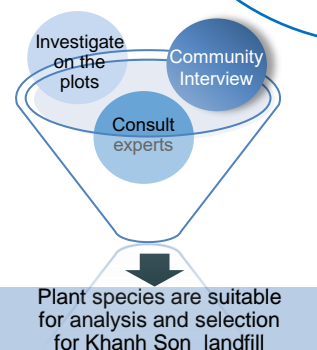 Investigate
on the
plots
Community
Interview
Consult
experts
Plant species are suitable
for analysis and selection
for Khanh Son landfill